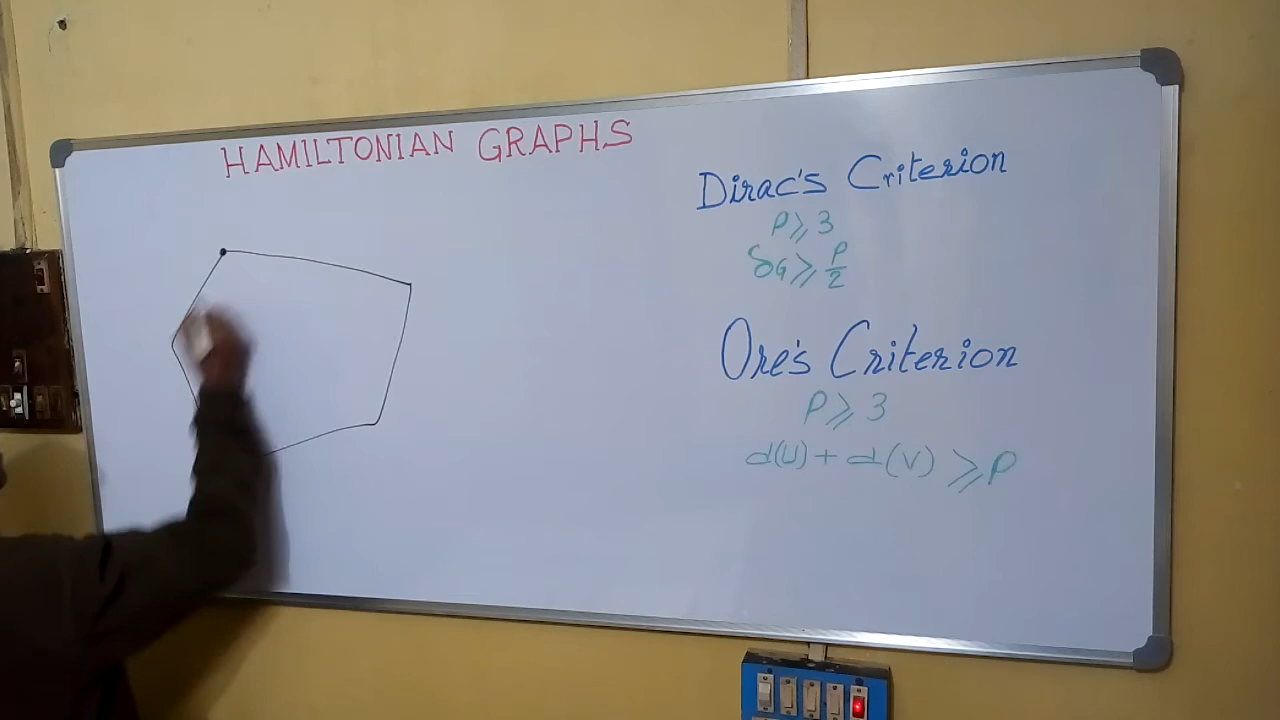 HAMILTONIAN GRAPHS
Dirac's Criterion
P ⩾ 3
δG ⩾ P/2
Ore's Criterion
P ⩾ 3
d(U) + d(V) ⩾ P